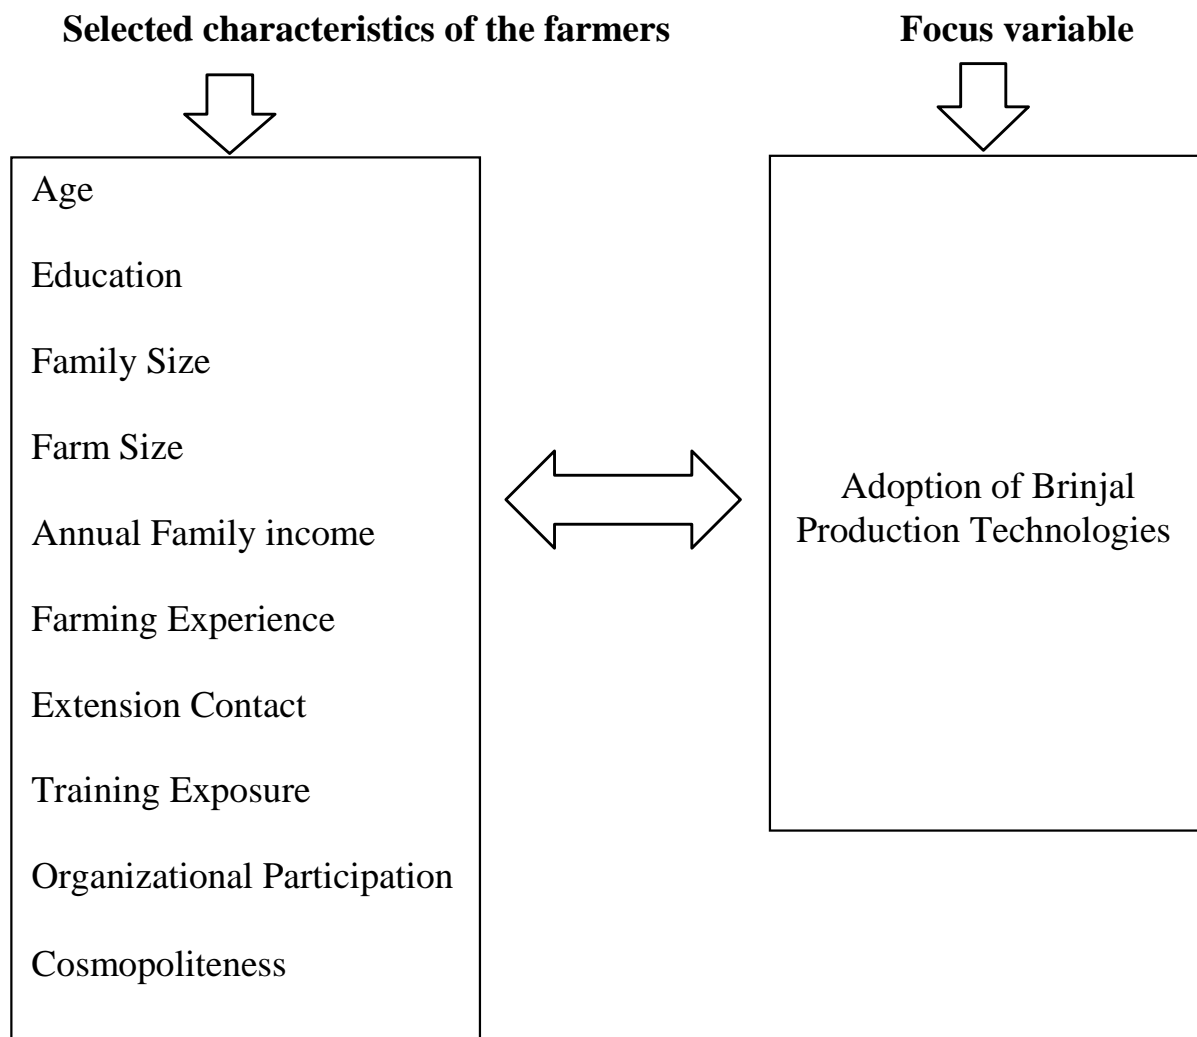 Selected characteristics of the farmers
Focus variable
Age
Education
Family Size
Farm Size
Annual Family income
Farming Experience
Extension Contact
Training Exposure
Organizational Participation
Cosmopoliteness
Adoption of Brinjal
Production Technologies